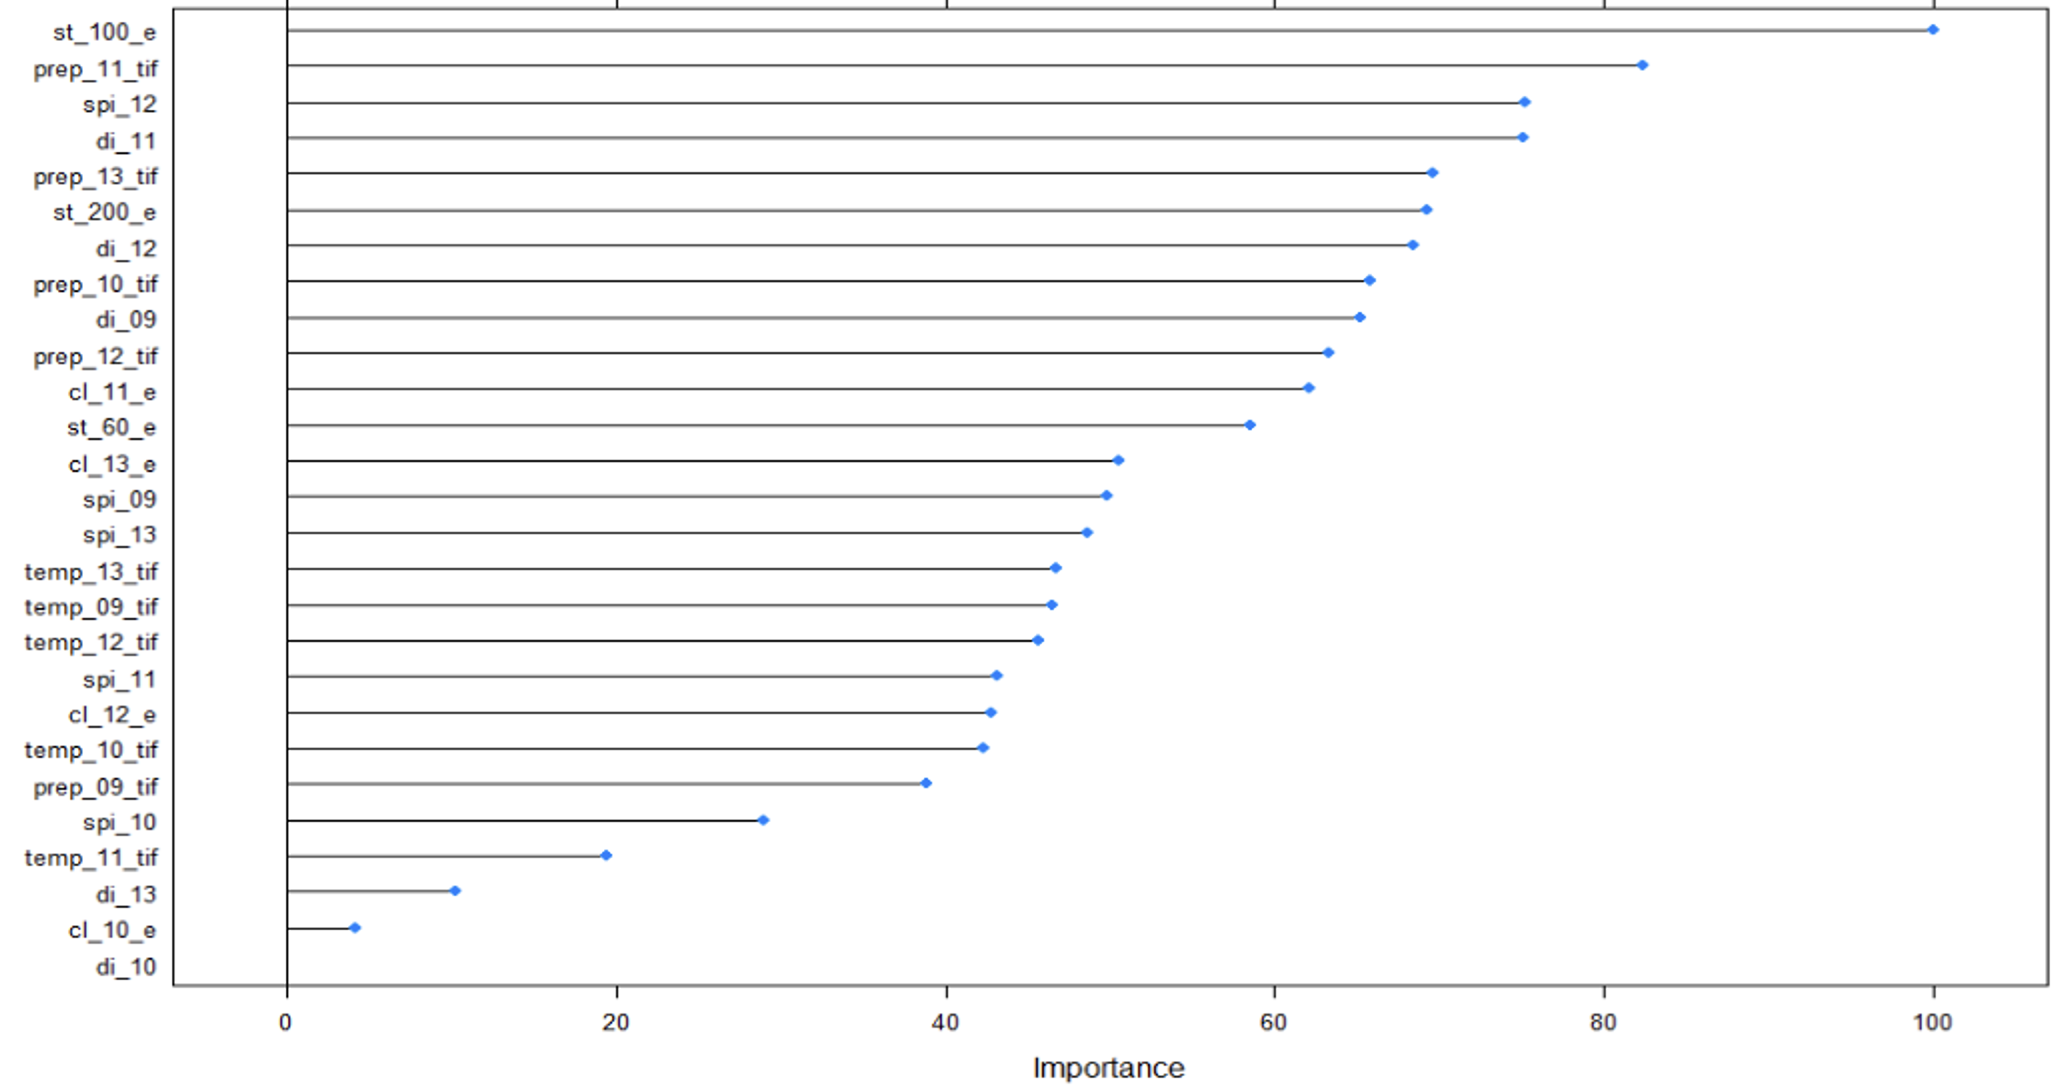 st_100_e
prep_11_tif
spi_12
di_11
prep_13_tif
st_200_e
di_12
prep_10_tif
di_09
prep_12_tif
cl_11_e
st_60_e
cl_13_e
spi_09
spi_13
temp_13_tif
temp_09_tif
temp_12_tif
spi_11
cl_12_e
temp_10_tif
prep_09_tif
spi_10
temp_11_tif
di_13
cl_10_e
di_10
0 20 40 60 80 100
Importance